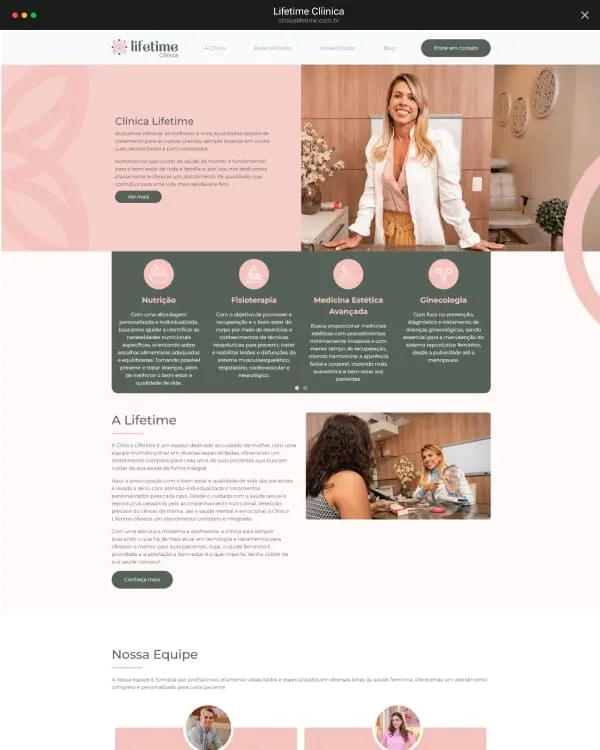 Lifetime Clíinica
clinicalifetime.com.br
lifetime
Clínica
A Clínica
Especialidades
Nossa Equipe
Blog
Entre em contato
Clínica Lifetime
Buscamos oferecer as melhores e mais atualizadas opções de
tratamento para as nossas clientes, sempre levando em conta
suas necessidades e particularidades.
Acreditamos que cuidar da saúde da mulher é fundamental
para o bem-estar de toda a família e, por isso, nos dedicamos
diariamente a oferecer um atendimento de qualidade, que
contribua para uma vida mais saudável e feliz.
Ver mais
Nutrição
Com uma abordagem
personalizada e individualizada,
buscamos ajudar a identificar as
necessidades nutricionais
específicas, orientando sobre
escolhas alimentares adequadas
e equilibradas. Tornando possível
prevenir e tratar doenças, além
de melhorar o bem-estar e
qualidade de vida.
Fisioterapia
Com o objetivo de promover a
recuperação e o bem-estar do
corpo por meio de exercícios e
conhecimentos de técnicas
terapêuticas para prevenir, tratar
e reabilitar lesões e disfunções do
sistema musculoesquelético,
respiratório, cardiovascular e
neurológico.
Medicina Estética
Avançada
Busca proporcionar melhorias
estéticas com procedimentos
minimamente invasivos e com
menor tempo de recuperação,
visando harmonizar a aparência
facial e corporal, trazendo mais
autoestima e bem-estar aos
pacientes.
Ginecologia
Com foco na prevenção,
diagnóstico e tratamento de
doenças ginecológicas, sendo
essencial para a manutenção do
sistema reprodutivo feminino,
desde a puberdade até a
menopausa.
A Lifetime
A Clínica Lifetime é um espaço dedicado ao cuidado da mulher, com uma
equipe multidisciplinar em diversas especialidades, oferecendo um
atendimento completo para cada uma de suas pacientes que buscam
cuidar da sua saúde de forma integral.
Aqui, a preocupação com o bem-estar e qualidade de vida das pacientes
é levada a sério, com atenção individualizada e tratamentos
personalizados para cada caso. Desde o cuidado com a saúde sexual e
reprodutiva, passando pelo acompanhamento nutricional, detecção
precoce do câncer de mama, até a saúde mental e emocional, a Clínica
Lifetime oferece um atendimento completo e integrado.
Com uma estrutura moderna e acolhedora, a clínica está sempre
buscando o que há de mais atual em tecnologia e tratamentos para
oferecer o melhor para suas pacientes. Aqui, a saúde feminina é
prioridade e a satisfação e bem-estar é o que importa. Venha cuidar da
sua saúde conosco!
Conheça mais
Nossa Equipe
A nossa equipe é formada por profissionais altamente capacitados e especializados em diversas áreas da saúde feminina, oferecendo um atendimento
completo e personalizado para cada paciente.